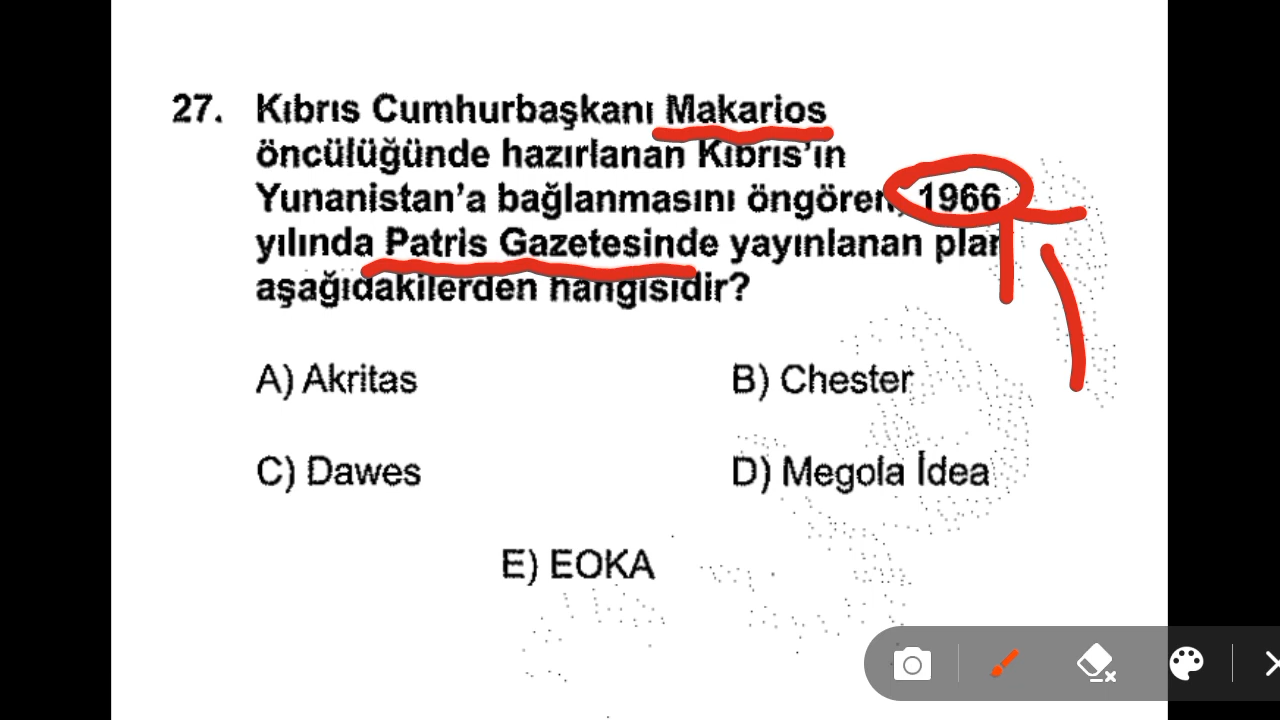 27. Kıbrıs Cumhurbaşkanı Makarios
öncülüğünde hazırlanan Kıbrıs'ın
Yunanistan'a bağlanmasını öngören, 1966
yılında Patris Gazetesinde yayınlanan plan
aşağıdakilerden hangisidir?
A) Akritas
B) Chester
C) Dawes
D) Megola İdea
E) EOKA